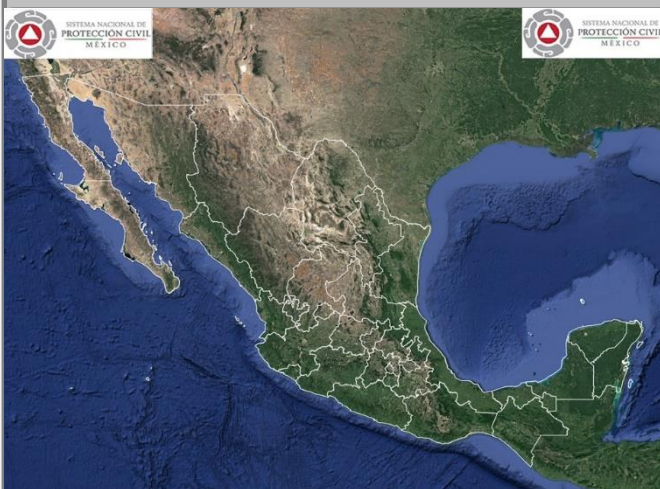 SISTEMA NACIONAL DE
PROTECCIÓN CIVIL
MÉXICO
SISTEMA NACIONAL DE
PROTECCIÓN CIVIL
MÉXICO